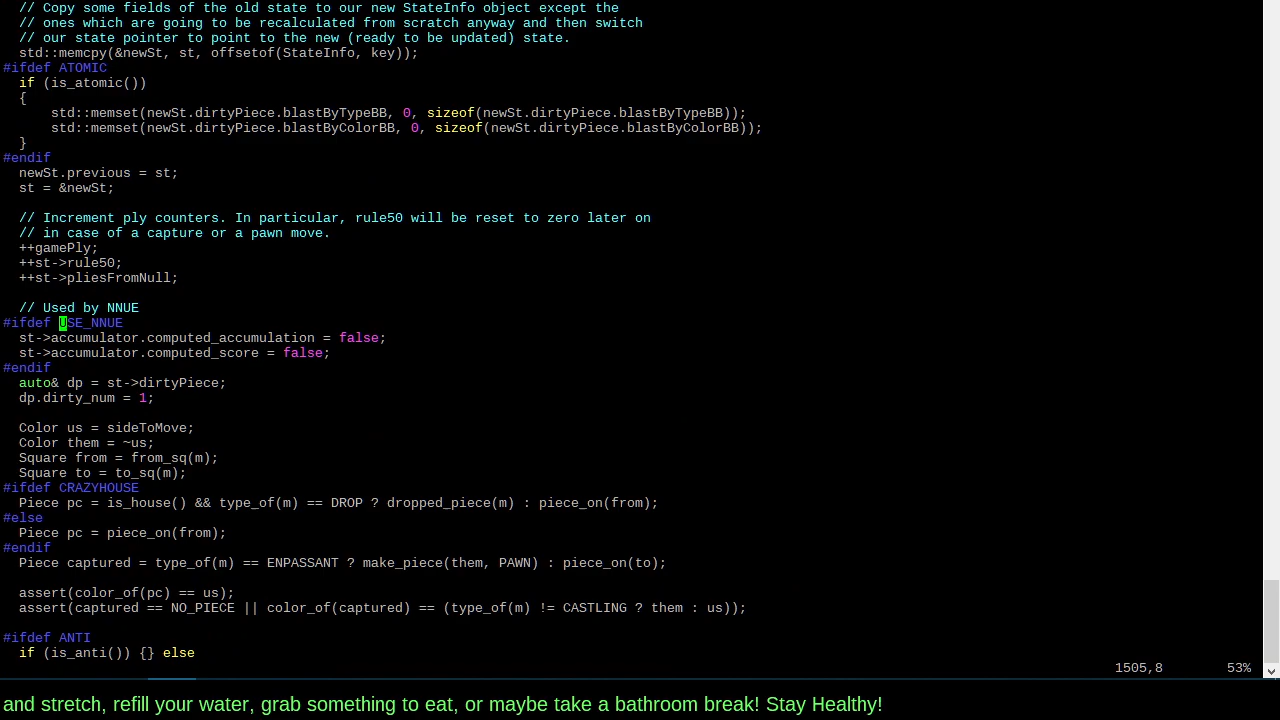 // Copy some fields of the old state to our new StateInfo object except the
  // ones which are going to be recalculated from scratch anyway and then switch
  // our state pointer to point to the new (ready to be updated) state.
  std::memcpy(&newSt, st, offsetof(StateInfo, key));
#ifdef ATOMIC
  if (is_atomic())
  {
      std::memset(newSt.dirtyPiece.blastByTypeBB, 0, sizeof(newSt.dirtyPiece.blastByTypeBB));
      std::memset(newSt.dirtyPiece.blastByColorBB, 0, sizeof(newSt.dirtyPiece.blastByColorBB));
  }
#endif
  newSt.previous = st;
  st = &newSt;

  // Increment ply counters. In particular, rule50 will be reset to zero later on
  // in case of a capture or a pawn move.
  ++gamePly;
  ++st->rule50;
  ++st->pliesFromNull;

  // Used by NNUE
#ifdef USE_NNUE
  st->accumulator.computed_accumulation = false;
  st->accumulator.computed_score = false;
#endif
  auto& dp = st->dirtyPiece;
  dp.dirty_num = 1;

  Color us = sideToMove;
  Color them = ~us;
  Square from = from_sq(m);
  Square to = to_sq(m);
#ifdef CRAZYHOUSE
  Piece pc = is_house() && type_of(m) == DROP ? dropped_piece(m) : piece_on(from);
#else
  Piece pc = piece_on(from);
#endif
  Piece captured = type_of(m) == ENPASSANT ? make_piece(them, PAWN) : piece_on(to);

  assert(color_of(pc) == us);
  assert(captured == NO_PIECE || color_of(captured) == (type_of(m) != CASTLING ? them : us));

#ifdef ANTI
  if (is_anti()) {} else
1505,8 53%
and stretch, refill your water, grab something to eat, or maybe take a bathroom break! Stay Healthy!